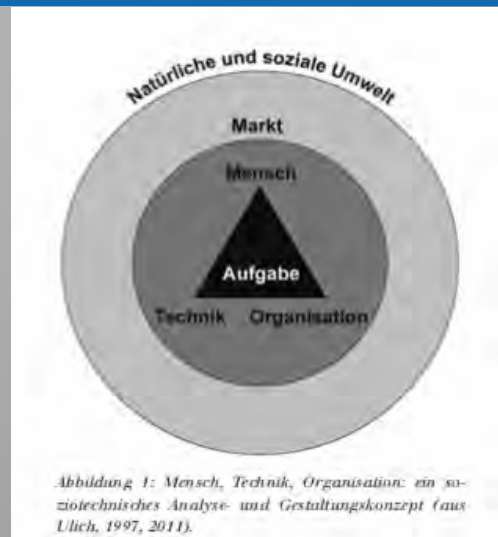 Natürliche und soziale Umwelt
Markt
Mensch
Aufgabe
Technik Organisation
Abbildung 1: Mensch, Technik, Organisation: ein so-
ziotechnisches Analyse- und Gestaltungskonzept (aus
Ulich, 1997, 2011).